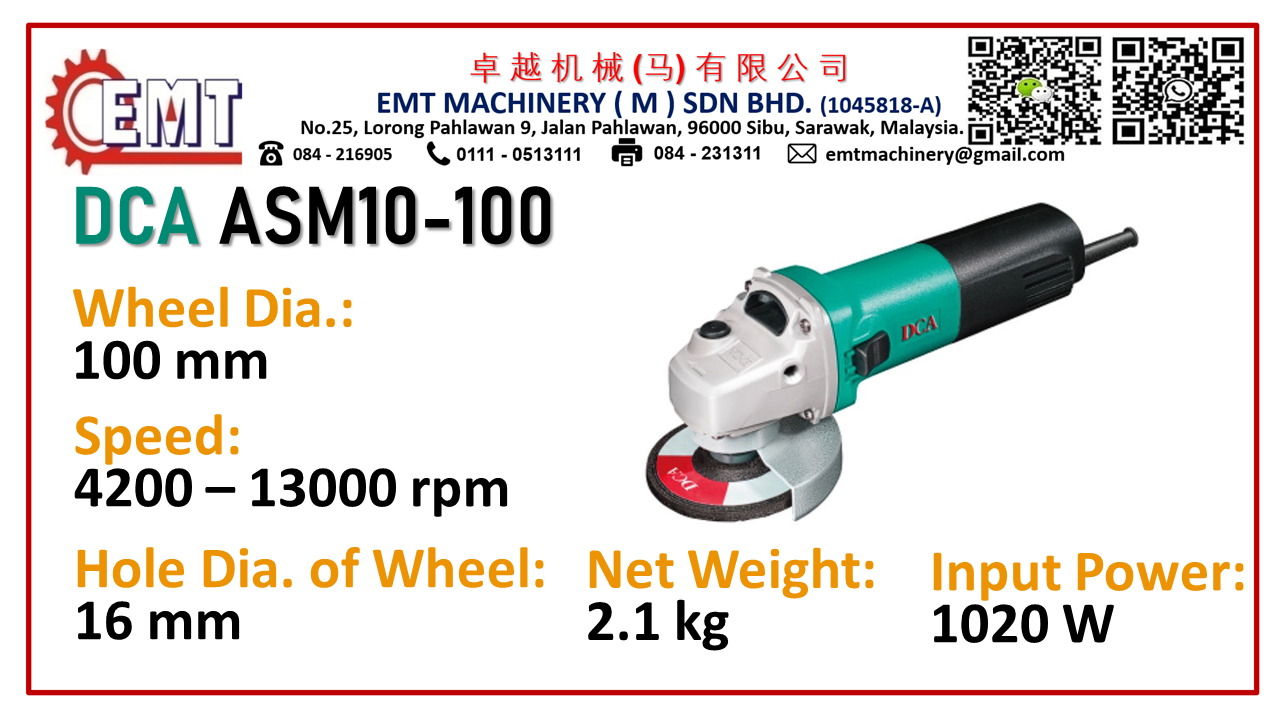 EMT
卓越机械(马)有限公司
EMT MACHINERY ( M ) SDN BHD. (1045818-A)
No.25, Lorong Pahlawan 9, Jalan Pahlawan, 96000 Sibu, Sarawak, Malaysia.
084 - 216905 0111 - 0513111 084 - 231311 emtmachinery@gmail.com
DCA ASM10-100
Wheel Dia.:
100 mm
Speed:
4200 – 13000 rpm
DCA
DCA
Hole Dia. of Wheel:
16 mm
Net Weight:
2.1 kg
Input Power:
1020 W